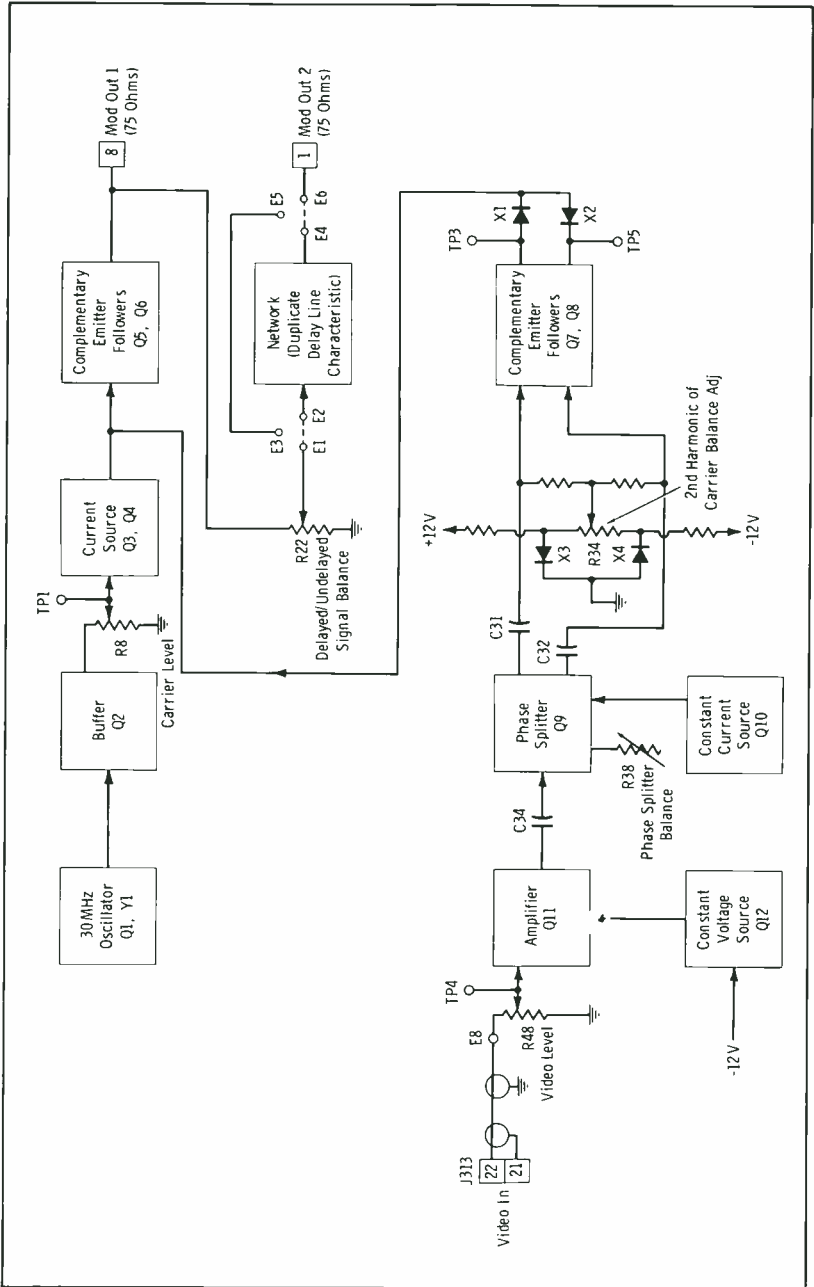 30 MHz
Oscillator
Q1, Y1
Buffer
Q2
TP1
R8
Carrier Level
Current
Source
Q3, Q4
Complementary
Emitter
Followers
Q5, Q6
8
Mod Out 1
(75 Ohms)
R22
Delayed/Undelayed
Signal Balance
E3
E1
E2
Network
(Duplicate
Delay Line
Characteristic)
E5
E4
E6
1
Mod Out 2
(75 Ohms)
Video In
J313
22
21
E8
R48
Video Level
TP4
Amplifier
Q11
-12V
Constant
Voltage
Source
Q12
C34
Phase
Splitter
Q9
R38
Phase Splitter
Balance
Constant
Current
Source
Q10
C31
C32
+12V
X3
R34
X4
-12V
2nd Harmonic of
Carrier Balance Adj
Complementary
Emitter
Followers
Q7, Q8
TP3
X1
X2
TP5